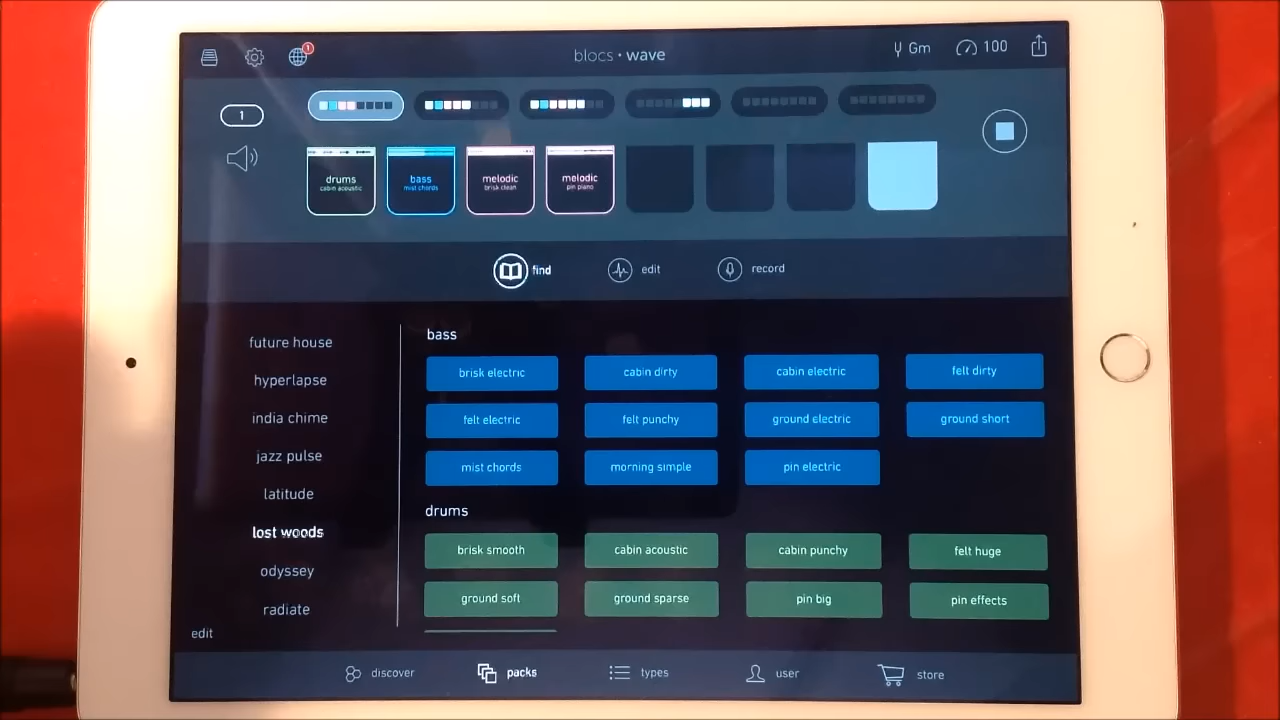 1
blocs • wave
Gm
100
1
drums
cabin acoustic
bass
mist chords
melodic
brisk clean
melodic
pin piano
find
edit
record
future house
hyperlapse
india chime
jazz pulse
latitude
lost woods
odyssey
radiate
edit
bass
brisk electric
cabin dirty
cabin electric
felt dirty
felt electric
felt punchy
ground electric
ground short
mist chords
morning simple
pin electric
drums
brisk smooth
cabin acoustic
cabin punchy
felt huge
ground soft
ground sparse
pin big
pin effects
discover
packs
types
user
store